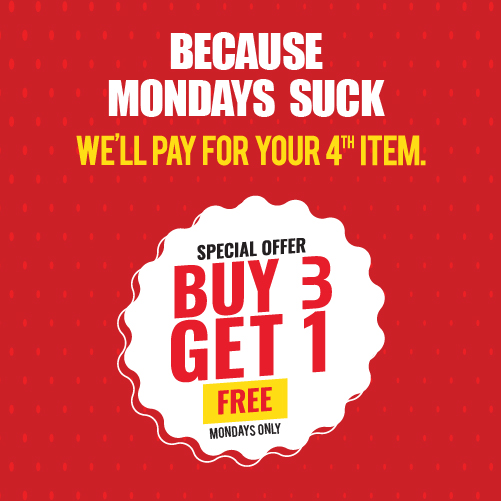 BECAUSE
MONDAYS SUCK
WE'LL PAY FOR YOUR 4TH ITEM.
SPECIAL OFFER
BUY 3
GET 1
FREE
MONDAYS ONLY